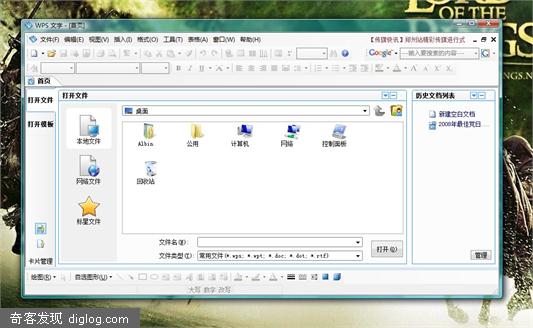 LORD
OF THE
RINGS
NGS.N
WPS 文字 - [首页]
文件(F) 编辑(E) 视图(V) 插入(I) 格式(O) 工具(T) 表格(A) 窗口(W) 帮助(H)
【传媒快讯】郑州站精彩传媒进行式
Google
---输入要搜索的内容---
首页
打开文件
打开模板
卡片管理
打开文件
本地文件
网络文件
标星文件
桌面
Albin 公用 计算机 网络 控制面板
回收站
文件名(N):
打开(O)
文件类型(T): 常用文件(*.wps; *.wpt; *.doc; *.dot; *.rtf)
历史文档列表
新建空白文档
2008年最佳咒日...
管理
绘图(R) 自选图形(U)
大写 数字 改写
奇客发现 diglog.com